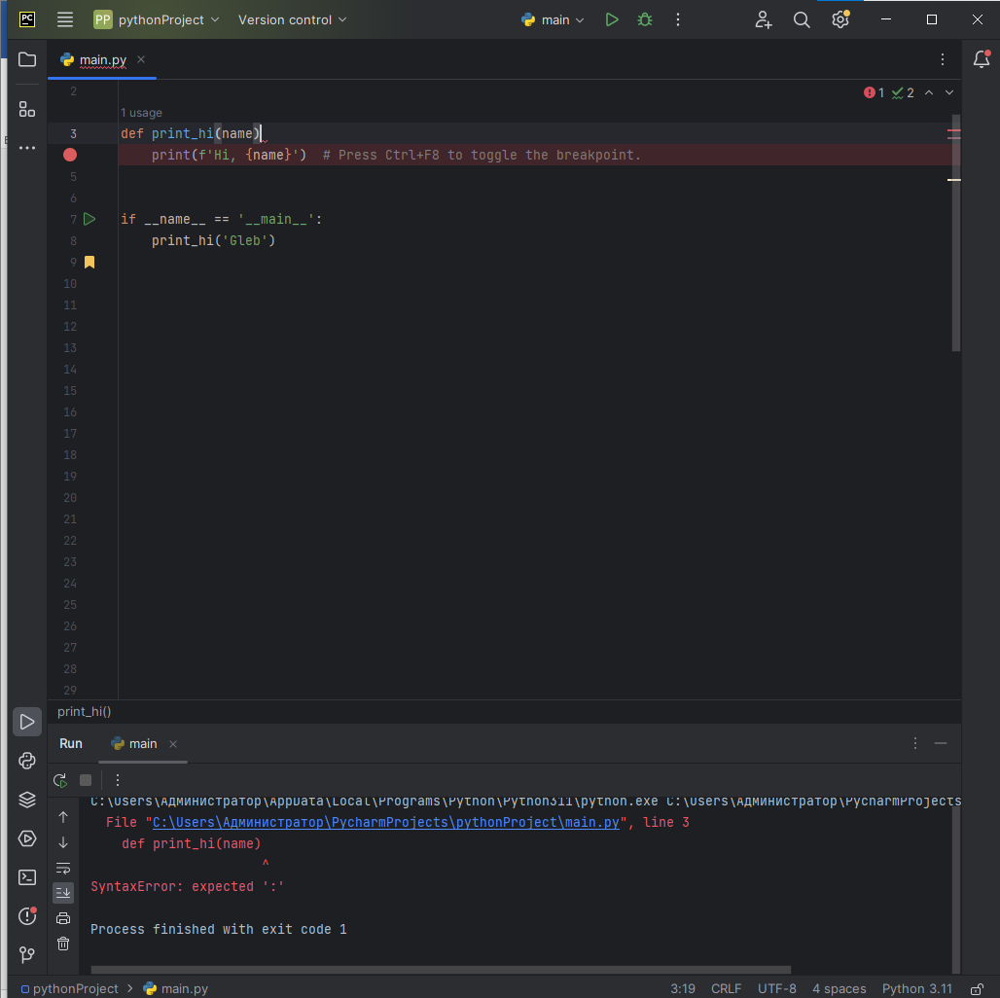 PC PP pythonProject Version control main
main.py
2
1 usage
1 2
3 def print_hi(name)
print(f'Hi, {name}')  # Press Ctrl+F8 to toggle the breakpoint.
5
6
7 if __name__ == '__main__':
8 print_hi('Gleb')
9
10
11
12
13
14
15
16
17
18
19
20
21
22
23
24
25
26
27
28
29
print_hi()
Run main
C:\Users\Администратор\AppData\Local\Programs\Python\Python311\python.exe C:\Users\Администратор\PycharmProjects
File "C:\Users\Администратор\PycharmProjects\pythonProject\main.py", line 3
def print_hi(name)
^
SyntaxError: expected ':'
Process finished with exit code 1
pythonProject > main.py 3:19 CRLF UTF-8 4 spaces Python 3.11